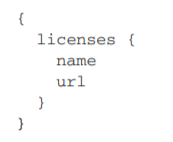 {
  licenses {
    name
    url
  }
}